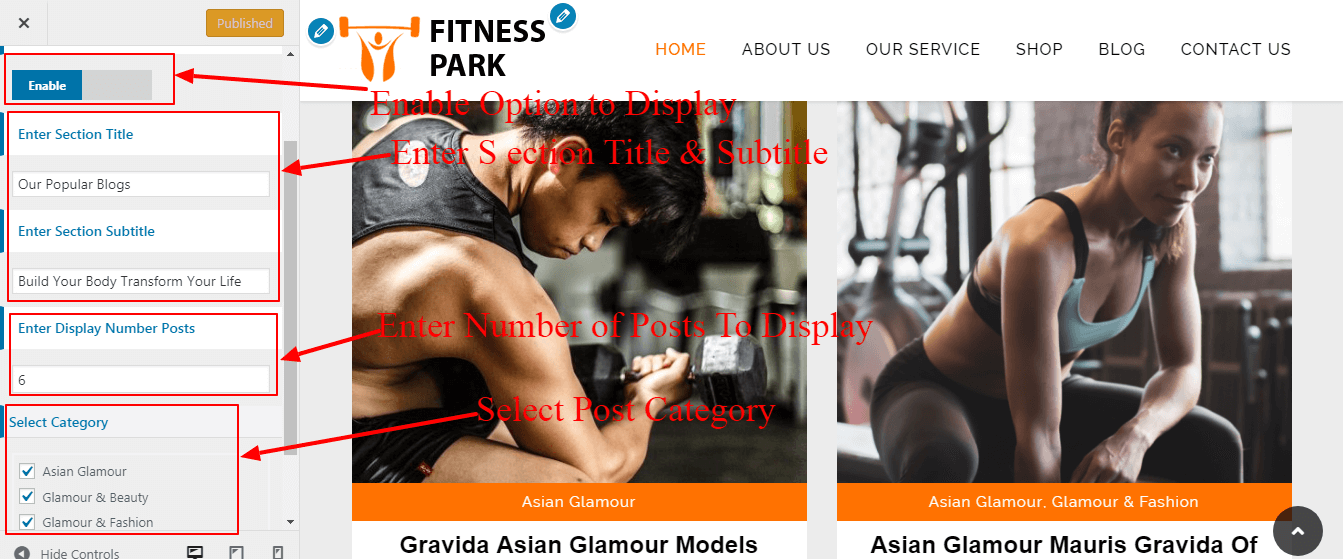 Published
Enable
Enter Section Title
Our Popular Blogs
Enter Section Subtitle
Build Your Body Transform Your Life
Enter Display Number Posts
6
Select Category
Asian Glamour
Glamour & Beauty
Glamour & Fashion
Hide Controls
FITNESS
PARK
HOME ABOUT US OUR SERVICE SHOP BLOG CONTACT US
Enable Option to Display
Enter S ection Title & Subtitle
Enter Number of Posts To Display
Select Post Category
Asian Glamour
Gravida Asian Glamour Models
Asian Glamour, Glamour & Fashion
Asian Glamour Mauris Gravida Of